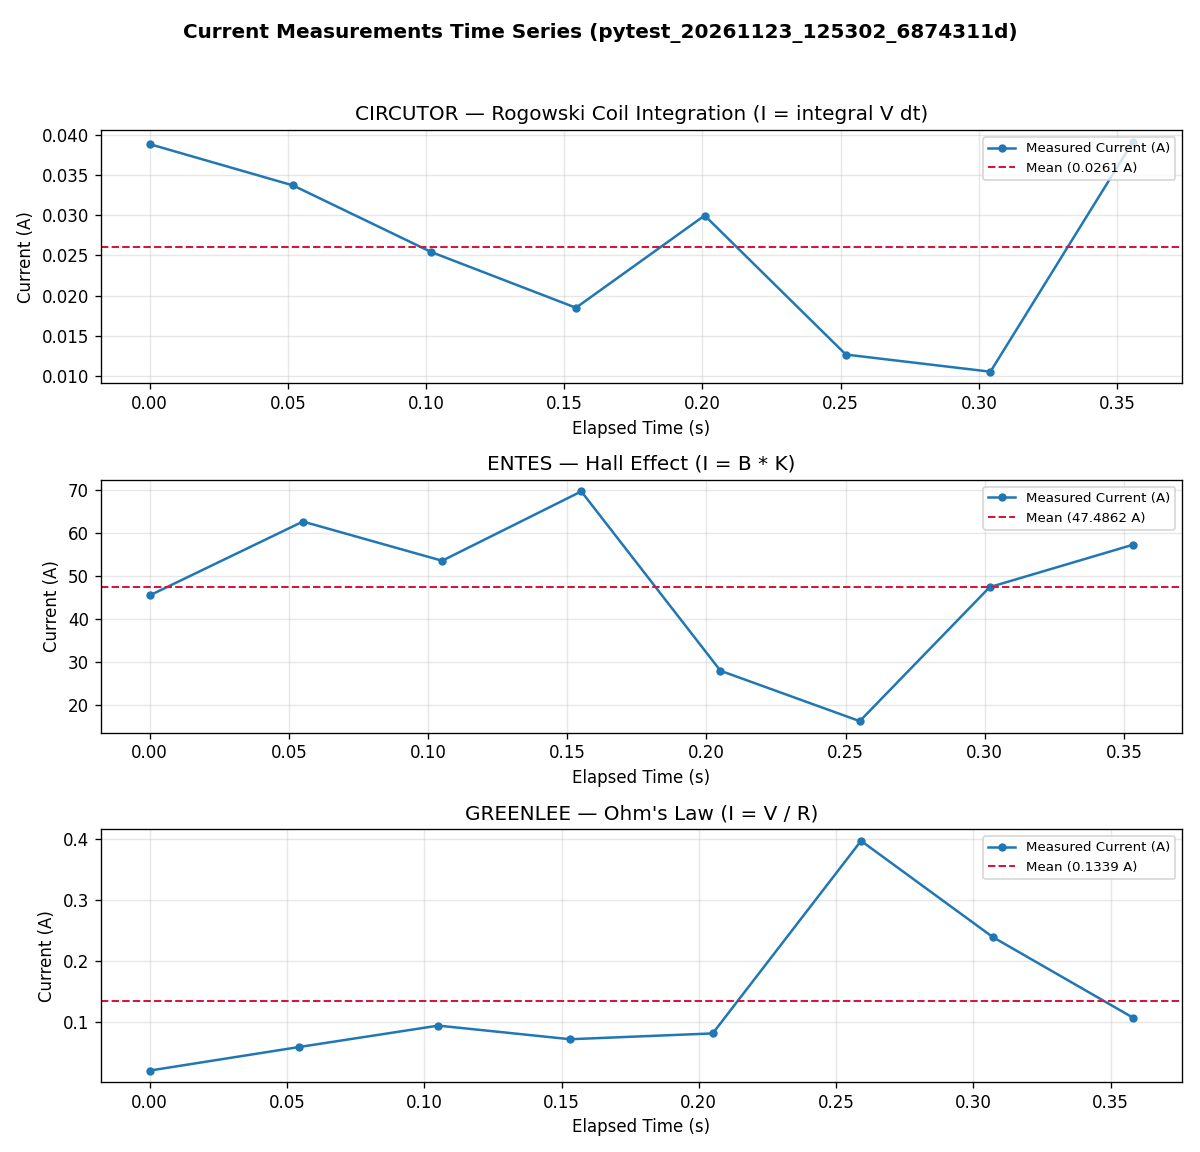 Current Measurements Time Series (pytest_20261123_125302_6874311d)
CIRCUTOR — Rogowski Coil Integration (I = integral V dt)
0.040
0.035
0.030
0.025
0.020
0.015
0.010
Current (A)
Measured Current (A)
Mean (0.0261 A)
0.00 0.05 0.10 0.15 0.20 0.25 0.30 0.35
Elapsed Time (s)
ENTES — Hall Effect (I = B * K)
70
60
50
40
30
20
Current (A)
Measured Current (A)
Mean (47.4862 A)
0.00 0.05 0.10 0.15 0.20 0.25 0.30 0.35
Elapsed Time (s)
GREENLEE — Ohm's Law (I = V / R)
0.4
0.3
0.2
0.1
Current (A)
Measured Current (A)
Mean (0.1339 A)
0.00 0.05 0.10 0.15 0.20 0.25 0.30 0.35
Elapsed Time (s)